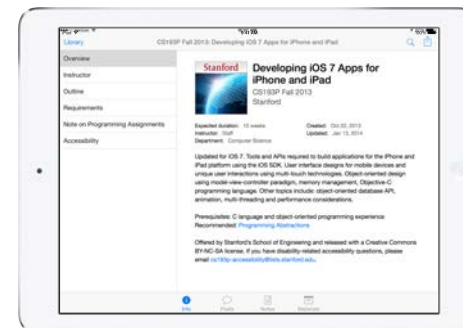 Library
CS193P Fall 2013: Developing iOS 7 Apps for iPhone and iPad
Overview
Instructor
Outline
Requirements
Note on Programming Assignments
Accessibility
Stanford
Developing iOS 7 Apps for
iPhone and iPad
CS193P Fall 2013
Stanford
Expected duration: 10 weeks
Created: Oct 22, 2013
Instructor: Staff
Updated: Jan 13, 2014
Department: Computer Science
Updated for iOS 7. Tools and APIs required to build applications for the iPhone and
iPad platform using the iOS SDK. User interface designs for mobile devices and
unique user interactions using multi-touch technologies. Object-oriented design
using model-view-controller paradigm, memory management, Objective-C
programming language. Other topics include: object-oriented database API,
animation, multi-threading and performance considerations.
Prerequisites: C language and object-oriented programming experience
Recommended: Programming Abstractions
Offered by Stanford's School of Engineering and released with a Creative Commons
BY-NC-SA license. If you have disability-related accessibility questions, please
email cs193p-accessibility@lists.stanford.edu.
Info
Posts
Notes
Materials